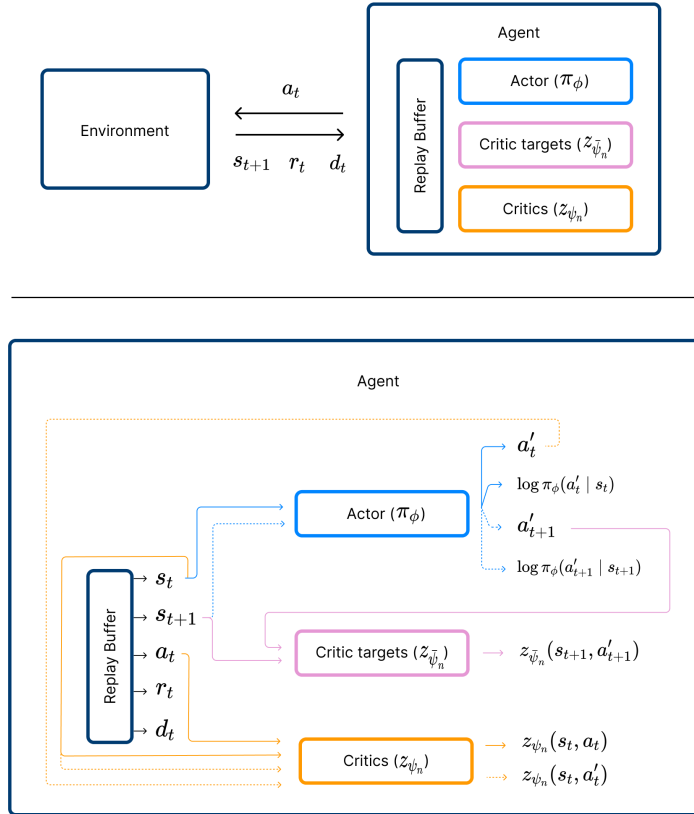 Agent
Environment
a_t
s_{t+1} r_t d_t
Replay Buffer
Actor (π_ϕ)
Critic targets (z_{ψ̄_n})
Critics (z_{ψ_n})
Agent
Replay Buffer
s_t
s_{t+1}
a_t
r_t
d_t
Actor (π_ϕ)
a′_t
log π_ϕ(a′_t | s_t)
a′_{t+1}
log π_ϕ(a′_{t+1} | s_{t+1})
Critic targets (z_{ψ̄_n})
z_{ψ̄_n}(s_{t+1}, a′_{t+1})
Critics (z_{ψ_n})
z_{ψ_n}(s_t, a_t)
z_{ψ_n}(s_t, a′_t)